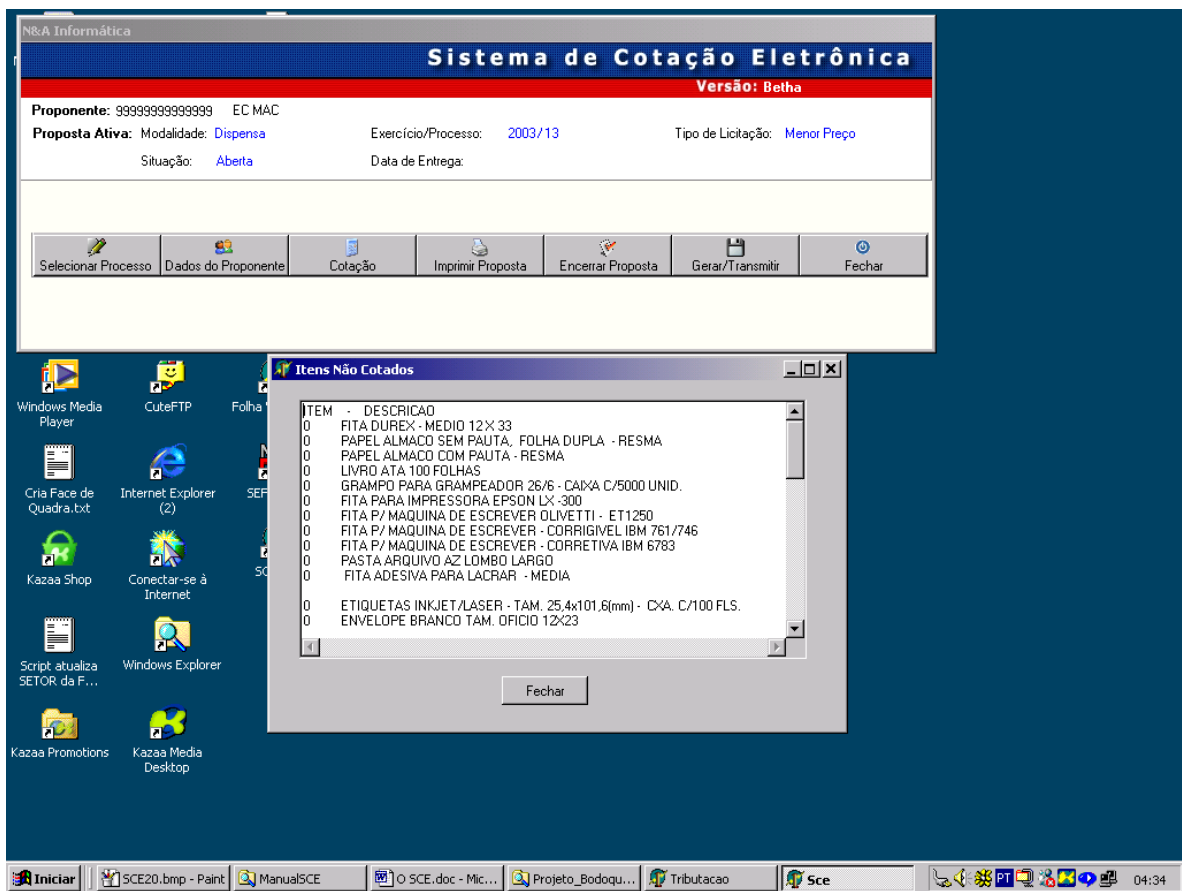 N&A Informática
Sistema de Cotação Eletrônica
Versão: Betha
Proponente: 99999999999999 EC MAC
Proposta Ativa: Modalidade: Dispensa Exercício/Processo: 2003/13 Tipo de Licitação: Menor Preço
Situação: Aberta Data de Entrega:
Selecionar Processo Dados do Proponente Cotação Imprimir Proposta Encerrar Proposta Gerar/Transmitir Fechar
Itens Não Cotados
ITEM - DESCRICAO
0 FITA DUREX - MEDIO 12 X 33
0 PAPEL ALMACO SEM PAUTA, FOLHA DUPLA - RESMA
0 PAPEL ALMACO COM PAUTA - RESMA
0 LIVRO ATA 100 FOLHAS
0 GRAMPO PARA GRAMPEADOR 26/6 - CAIXA C/5000 UNID.
0 FITA PARA IMPRESSORA EPSON LX -300
0 FITA P/ MAQUINA DE ESCREVER OLIVETTI - ET1250
0 FITA P/ MAQUINA DE ESCREVER - CORRIGIVEL IBM 761/746
0 FITA P/ MAQUINA DE ESCREVER - CORRETIVA IBM 6783
0 PASTA ARQUIVO AZ LOMBO LARGO
0 FITA ADESIVA PARA LACRAR - MEDIA
0 ETIQUETAS INKJET/LASER - TAM. 25,4x101,6(mm) - CXA. C/100 FLS.
0 ENVELOPE BRANCO TAM. OFICIO 12X23
Fechar
Windows Media Player
CuteFTP
Folha
Cria Face de Quadra.txt
Internet Explorer (2)
SEF
Kazaa Shop
Conectar-se à Internet
SC
Script atualiza SETOR da F...
Windows Explorer
Kazaa Promotions
Kazaa Media Desktop
Iniciar SCE20.bmp - Paint ManualSCE O SCE.doc - Mic... Projeto_Bodoqu... Tributacao Sce PT 04:34